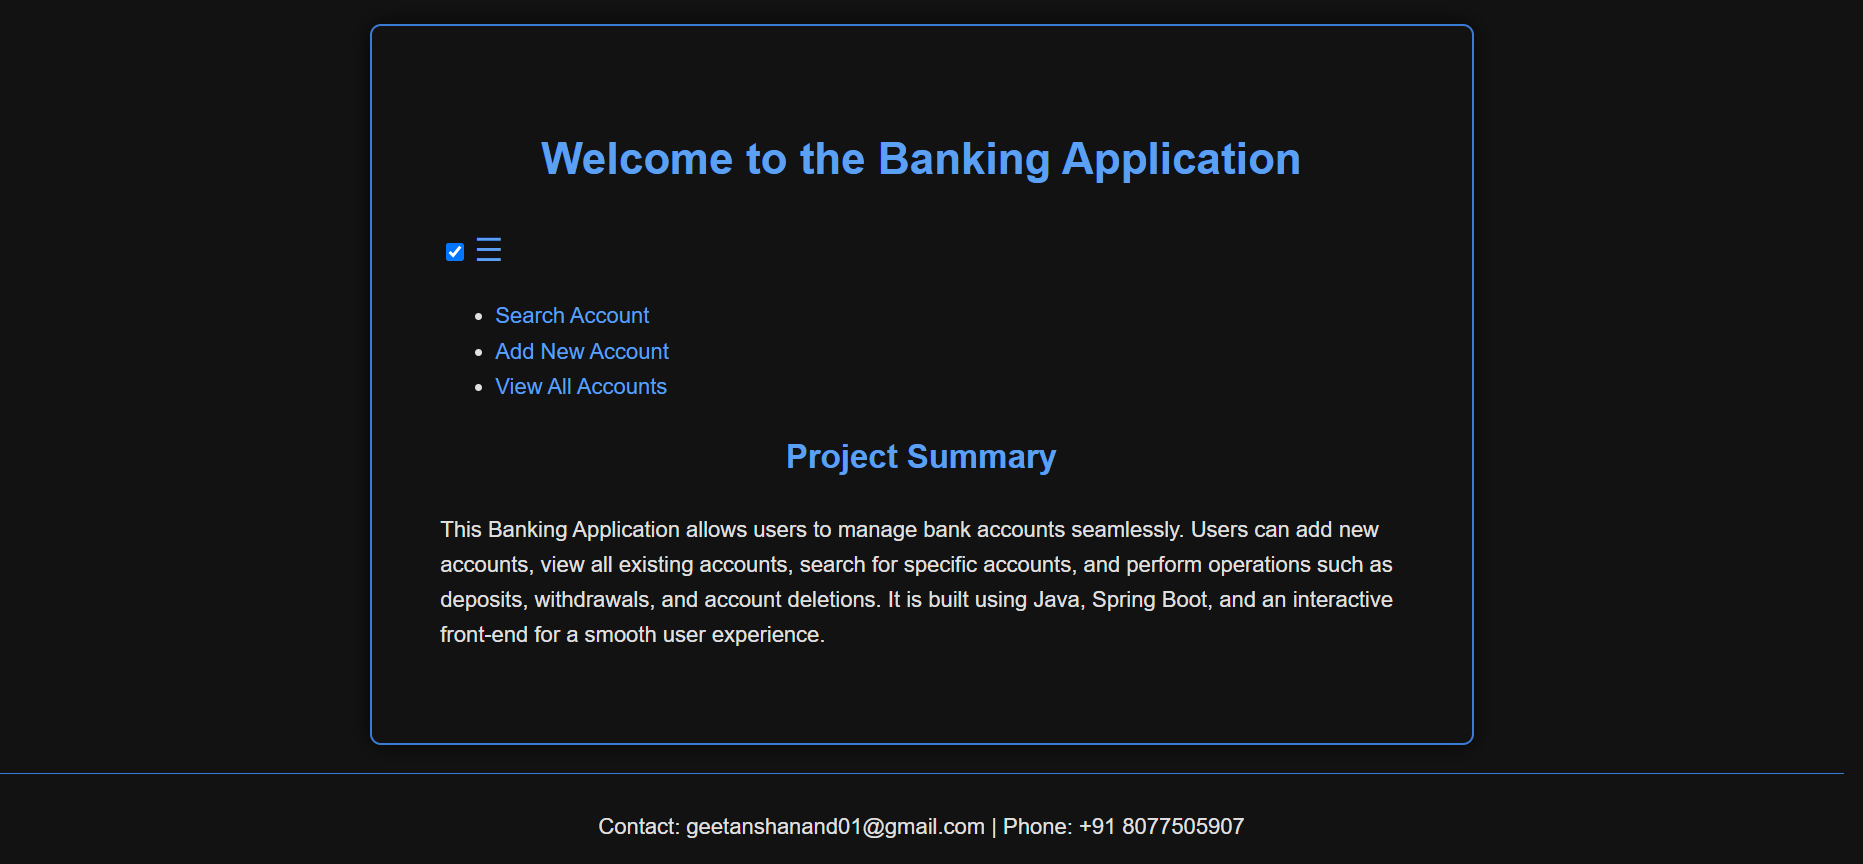 Welcome to the Banking Application
☰
Search Account
Add New Account
View All Accounts
Project Summary
This Banking Application allows users to manage bank accounts seamlessly. Users can add new
accounts, view all existing accounts, search for specific accounts, and perform operations such as
deposits, withdrawals, and account deletions. It is built using Java, Spring Boot, and an interactive
front-end for a smooth user experience.
Contact: geetanshanand01@gmail.com | Phone: +91 8077505907